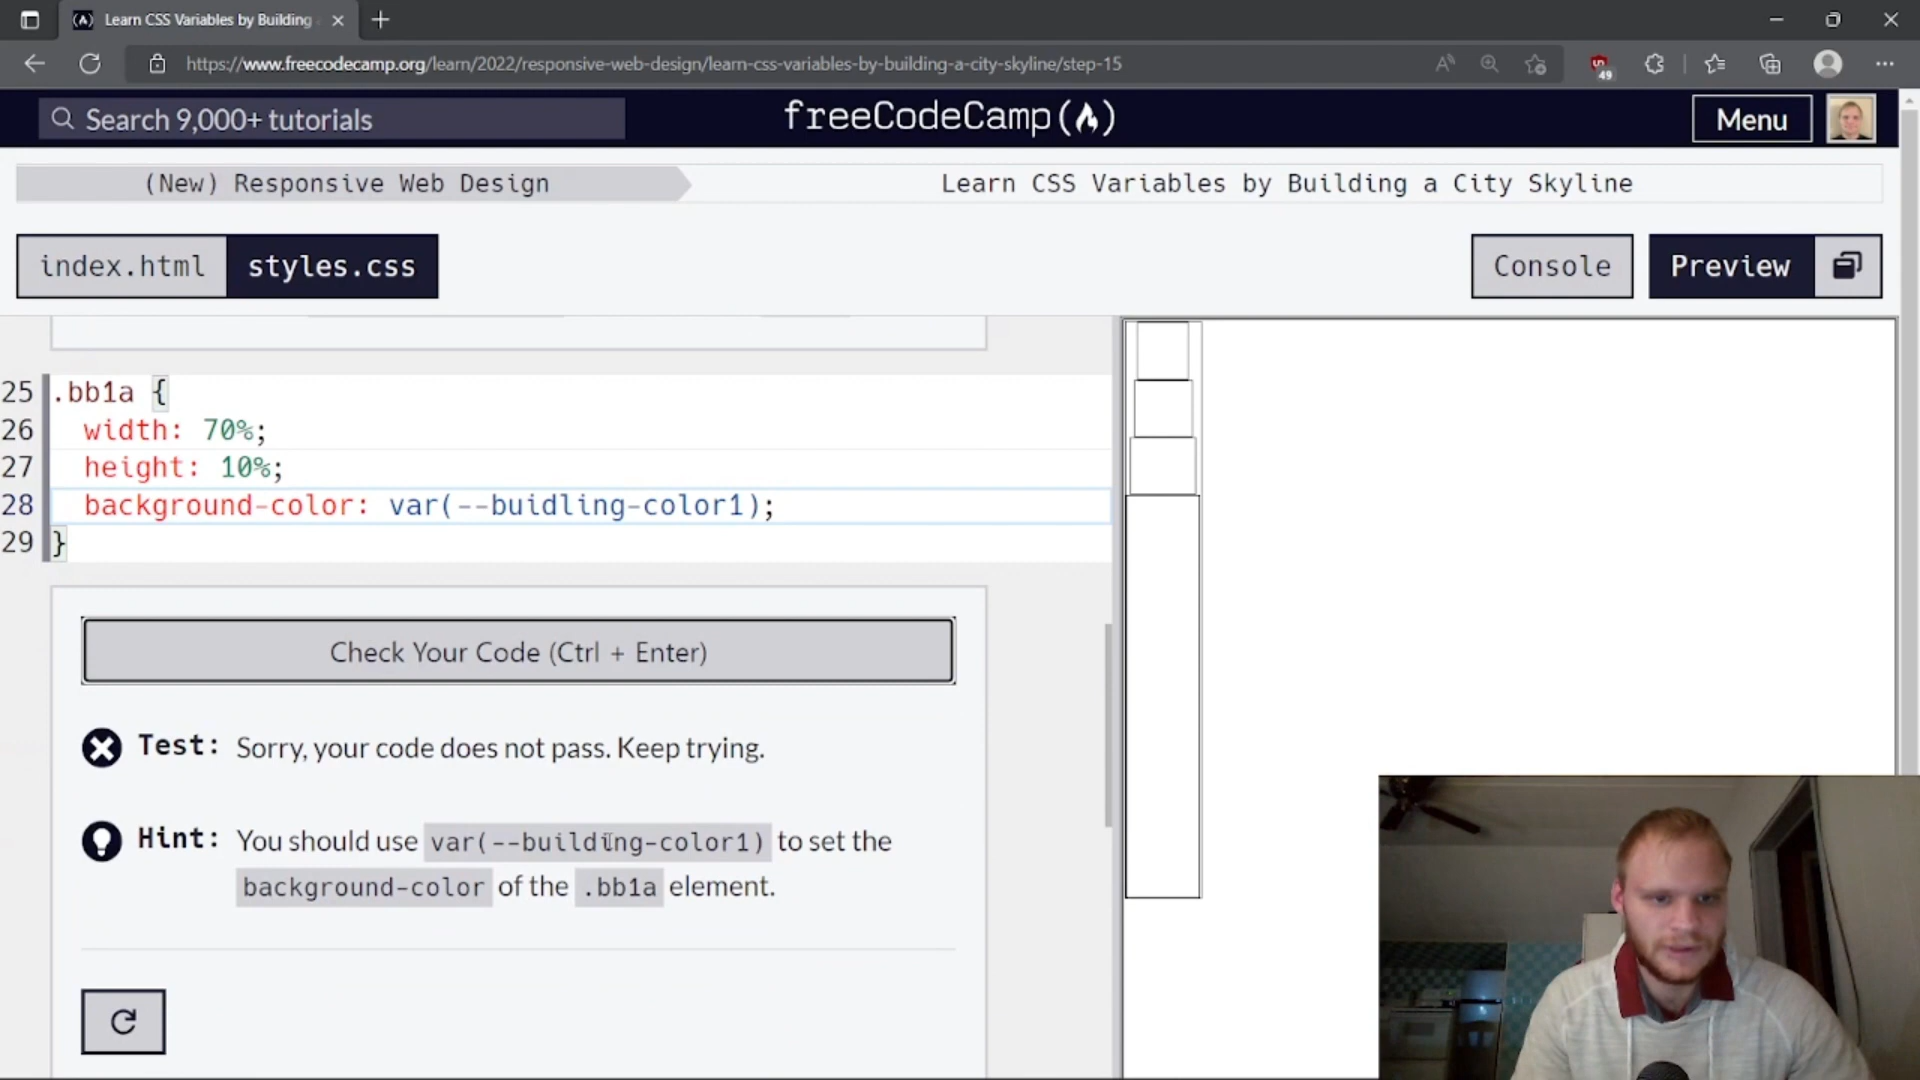 Learn CSS Variables by Building
https://www.freecodecamp.org/learn/2022/responsive-web-design/learn-css-variables-by-building-a-city-skyline/step-15
49
Search 9,000+ tutorials
freeCodeCamp
Menu
(New) Responsive Web Design
Learn CSS Variables by Building a City Skyline
index.html
styles.css
Console
Preview
25 .bb1a {
26 width: 70%;
27 height: 10%;
28 background-color: var(--buidling-color1);
29 }
Check Your Code (Ctrl + Enter)
Test: Sorry, your code does not pass. Keep trying.
Hint: You should use var(--building-color1) to set the
background-color of the .bb1a element.